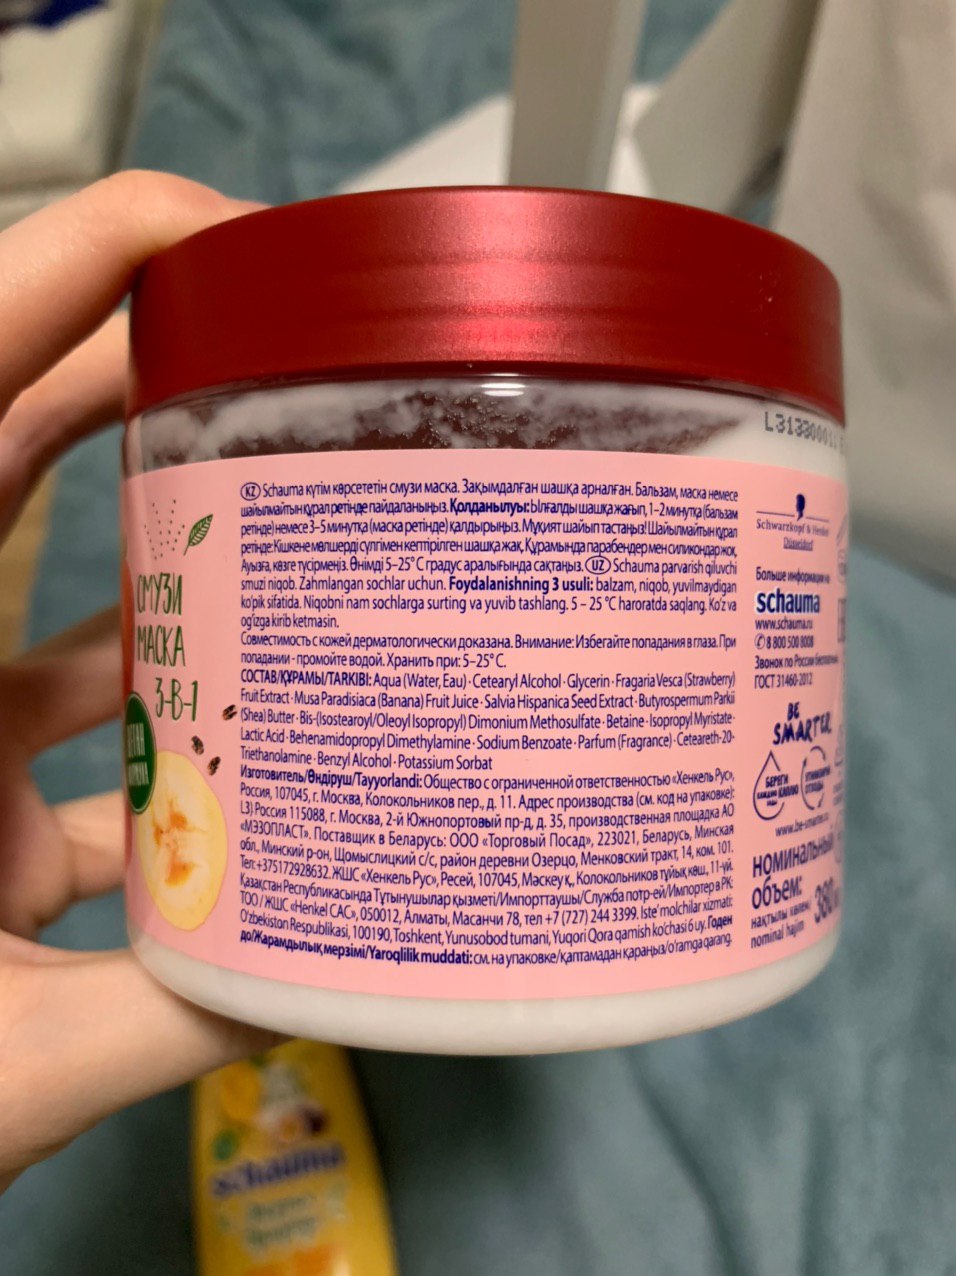 L3133000
СМУЗИ
МАСКА
3-В-1
KZ Schauma күтім көрсететін смузи маска. Зақымдалған шашқа арналған. Бальзам, маска немесе
шайылмайтын құрал ретінде пайдаланыңыз. Қолданылуы: Ылғалды шашқа жағып, 1–2 минутқа (бальзам
ретінде) немесе 3–5 минутқа (маска ретінде) қалдырыңыз. Мұқият шайып тастаңыз! Шайылмайтын құрал
ретінде: Кішкене мөлшерді сүлгімен кептірілген шашқа жақ, Құрамында парабендер мен силикондар жоқ,
Ауызға, көзге түсірмеңіз. Өнімді 5–25° С градус аралығында сақтаңыз. UZ Schauma parvarish qiluvchi
smuzi niqob. Zahmlangan sochlar uchun. Foydalanishning 3 usuli: balzam, niqob, yuvilmaydigan
ko'pik sifatida. Niqobni nam sochlarga surting va yuvib tashlang. 5 – 25 °C haroratda saqlang. Ko'z va
og'izga kirib ketmasin.
Совместимость с кожей дерматологически доказана. Внимание: Избегайте попадания в глаза. При
попадании - промойте водой. Хранить при: 5–25° С.
СОСТАВ/ҚҰРАМЫ/TARKIBI: Aqua (Water, Eau) · Cetearyl Alcohol · Glycerin · Fragaria Vesca (Strawberry)
Fruit Extract · Musa Paradisiaca (Banana) Fruit Juice · Salvia Hispanica Seed Extract · Butyrospermum Parkii
(Shea) Butter · Bis-(Isostearoyl/Oleoyl Isopropyl) Dimonium Methosulfate · Betaine · Isopropyl Myristate ·
Lactic Acid · Behenamidopropyl Dimethylamine · Sodium Benzoate · Parfum (Fragrance) · Ceteareth-20 ·
Triethanolamine · Benzyl Alcohol · Potassium Sorbat
Изготовитель/Өндіруш/Tayyorlandi: Общество с ограниченной ответственностью «Хенкель Рус»,
Россия, 107045, г. Москва, Колокольников пер., д. 11. Адрес производства (см. код на упаковке):
L3) Россия 115088, г. Москва, 2-й Южнопортовый пр-д, д. 35, производственная площадка АО
«МЭЗОПЛАСТ». Поставщик в Беларусь: ООО «Торговый Посад», 223021, Беларусь, Минская
обл., Минский р-он, Щомыслицкий с/с, район деревни Озерцо, Менковский тракт, 14, ком. 101.
Тел: +375172928632. ЖШС «Хенкель Рус», Ресей, 107045, Мәскеу қ., Колокольников тұйық көш., 11-үй.
Қазақстан Республикасында Тұтынушылар қызметі/Импорттаушы/Служба потр-ей/Импортер в РК:
ТОО / ЖШС «Henkel САС», 050012, Алматы, Масанчи 78, тел +7 (727) 244 3399. Iste'molchilar xizmati:
O'zbekiston Respublikasi, 100190, Toshkent, Yunusobod tumani, Yuqori Qora qamish ko'chasi 6 uy. Годен
до/Жарамдылық мерзімі/Yaroqlilik muddati: см. на упаковке/қаптамадан қараңыз/o'ramga qarang.
Schwarzkopf & Henkel
Düsseldorf
Больше информации на
schauma
www.schauma.ru
8 800 500 8008
Звонок по России бесплатный
ГОСТ 31460-2012
BE
SMARTER
БЕРЕГИ
КАЖДУЮ КАПЛЮ
www.be-smarter.
номинальный
объем:
нақтылы көлем
nominal hajm
380
schauma